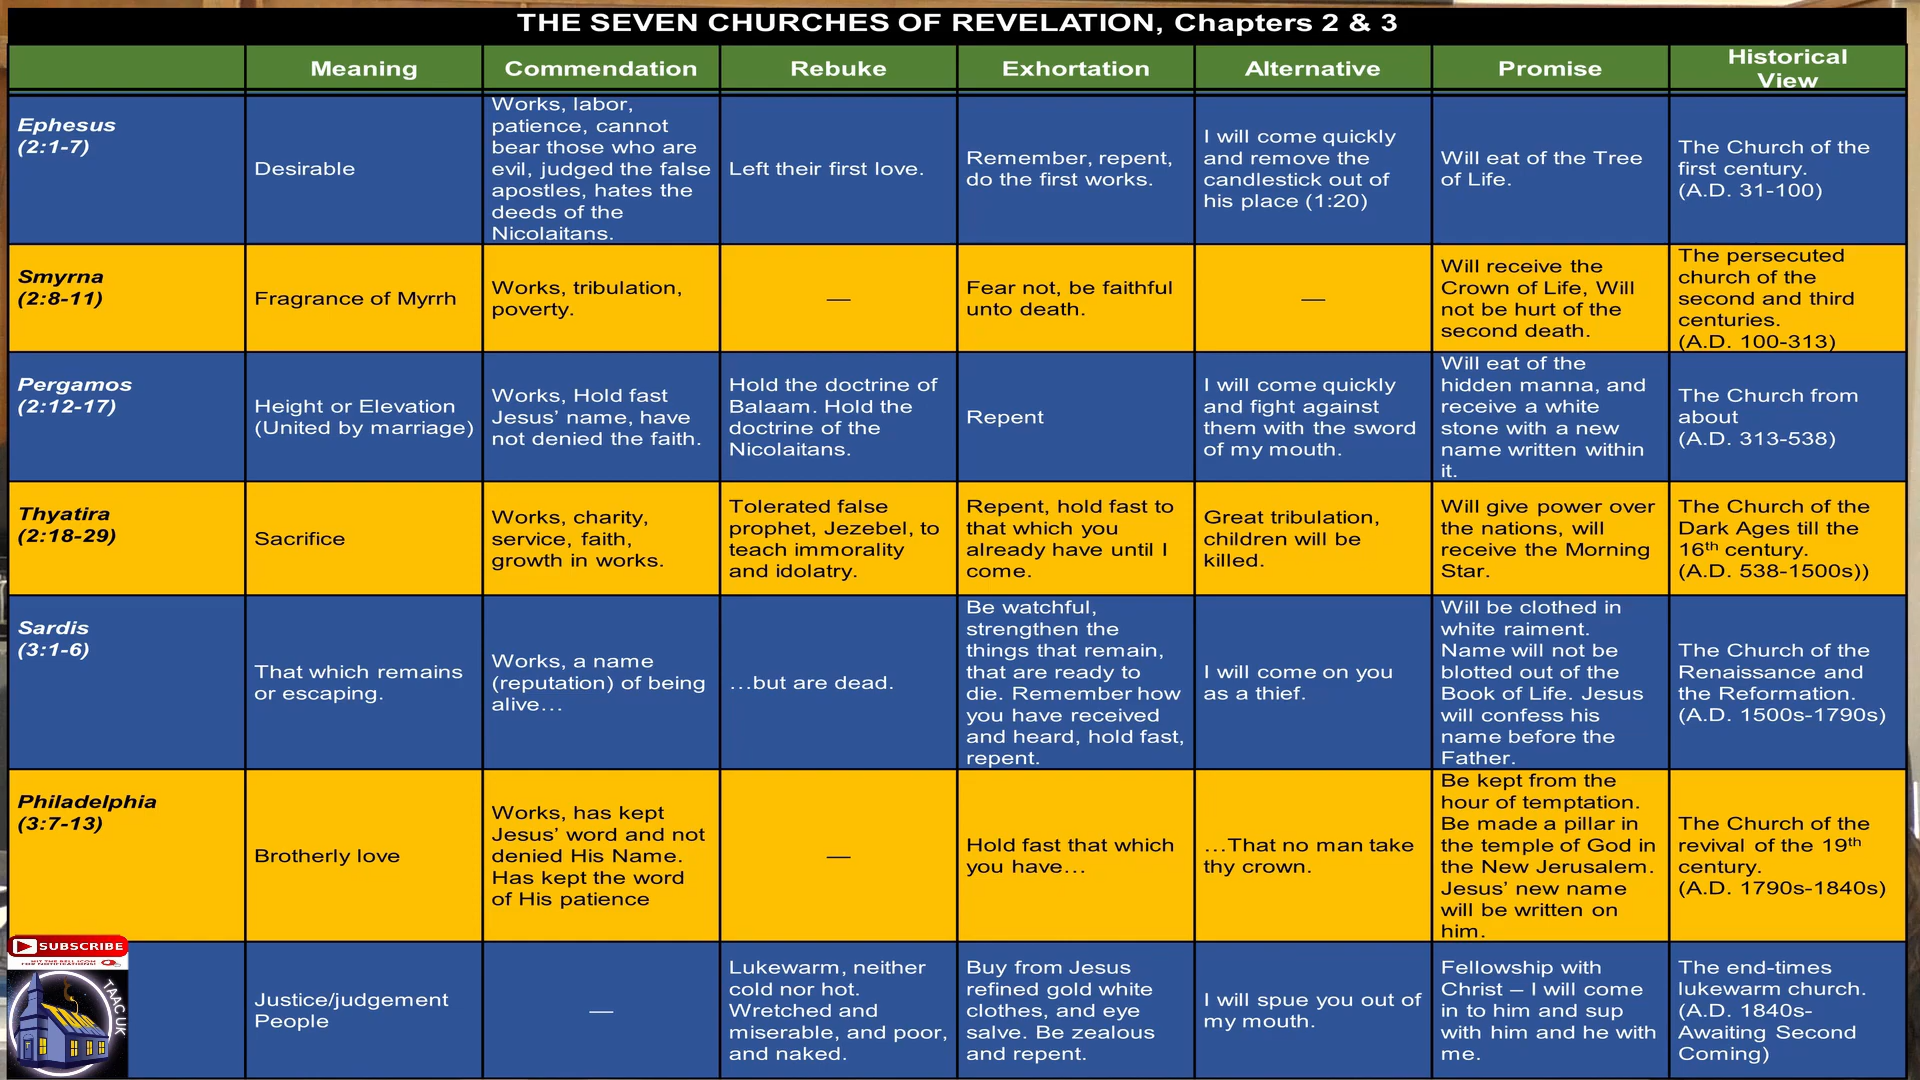 THE SEVEN CHURCHES OF REVELATION, Chapters 2 & 3
Meaning
Commendation
Rebuke
Exhortation
Alternative
Promise
Historical
View
Ephesus
(2:1-7)
Desirable
Works, labor,
patience, cannot
bear those who are
evil, judged the false
apostles, hates the
deeds of the
Nicolaitans.
Left their first love.
Remember, repent,
do the first works.
I will come quickly
and remove the
candlestick out of
his place (1:20)
Will eat of the Tree
of Life.
The Church of the
first century.
(A.D. 31-100)
Smyrna
(2:8-11)
Fragrance of Myrrh
Works, tribulation,
poverty.
—
Fear not, be faithful
unto death.
—
Will receive the
Crown of Life, Will
not be hurt of the
second death.
The persecuted
church of the
second and third
centuries.
(A.D. 100-313)
Pergamos
(2:12-17)
Height or Elevation
(United by marriage)
Works, Hold fast
Jesus’ name, have
not denied the faith.
Hold the doctrine of
Balaam. Hold the
doctrine of the
Nicolaitans.
Repent
I will come quickly
and fight against
them with the sword
of my mouth.
Will eat of the
hidden manna, and
receive a white
stone with a new
name written within
it.
The Church from
about
(A.D. 313-538)
Thyatira
(2:18-29)
Sacrifice
Works, charity,
service, faith,
growth in works.
Tolerated false
prophet, Jezebel, to
teach immorality
and idolatry.
Repent, hold fast to
that which you
already have until I
come.
Great tribulation,
children will be
killed.
Will give power over
the nations, will
receive the Morning
Star.
The Church of the
Dark Ages till the
16th century.
(A.D. 538-1500s))
Sardis
(3:1-6)
That which remains
or escaping.
Works, a name
(reputation) of being
alive…
…but are dead.
Be watchful,
strengthen the
things that remain,
that are ready to
die. Remember how
you have received
and heard, hold fast,
repent.
I will come on you
as a thief.
Will be clothed in
white raiment.
Name will not be
blotted out of the
Book of Life. Jesus
will confess his
name before the
Father.
The Church of the
Renaissance and
the Reformation.
(A.D. 1500s-1790s)
Philadelphia
(3:7-13)
Brotherly love
Works, has kept
Jesus’ word and not
denied His Name.
Has kept the word
of His patience
—
Hold fast that which
you have…
…That no man take
thy crown.
Be kept from the
hour of temptation.
Be made a pillar in
the temple of God in
the New Jerusalem.
Jesus’ new name
will be written on
him.
The Church of the
revival of the 19th
century.
(A.D. 1790s-1840s)
SUBSCRIBE
HIT THE BELL ICON
FOR NOTIFICATIONS!
TAAC UK
Justice/judgement
People
—
Lukewarm, neither
cold nor hot.
Wretched and
miserable, and poor,
and naked.
Buy from Jesus
refined gold white
clothes, and eye
salve. Be zealous
and repent.
I will spue you out of
my mouth.
Fellowship with
Christ – I will come
in to him and sup
with him and he with
me.
The end-times
lukewarm church.
(A.D. 1840s-
Awaiting Second
Coming)